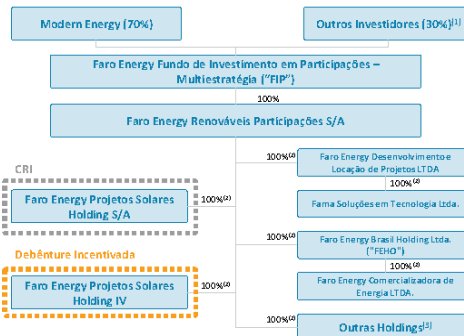 Modern Energy (70%)
Outros Investidores (30%)[1]
Faro Energy Fundo de Investimento em Participações –
Multiestratégia (“FIP”)
100%
Faro Energy Renováveis Participações S/A
CRI
Faro Energy Projetos Solares
Holding S/A
100%(2)
100%(2)
Faro Energy Desenvolvimento e
Locação de Projetos LTDA
100%(2)
Fama Soluções em Tecnologia Ltda.
100%(2)
Faro Energy Brasil Holding Ltda.
("FEHO")
100%(2)
Faro Energy Comercializadora de
Energia LTDA.
Debênture Incentivada
Faro Energy Projetos Solares
Holding IV
100%(2)
100%(2)
Outras Holdings[3]